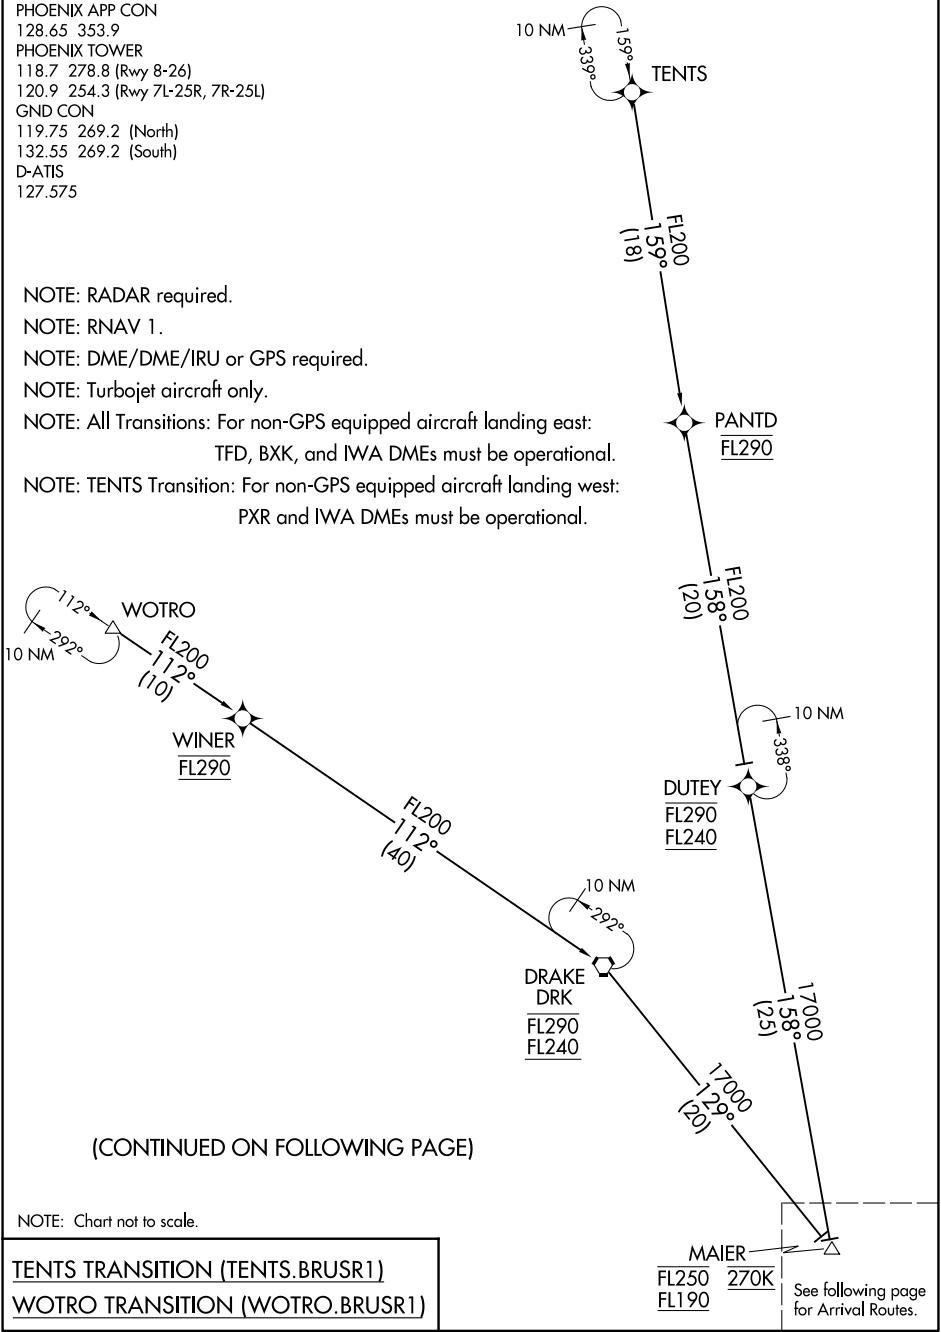 PHOENIX APP CON
128.65 353.9
PHOENIX TOWER
118.7 278.8 (Rwy 8-26)
120.9 254.3 (Rwy 7L-25R, 7R-25L)
GND CON
119.75 269.2 (North)
132.55 269.2 (South)
D-ATIS
127.575
10 NM
159°
339°
TENTS
FL200
159°
(18)
NOTE: RADAR required.
NOTE: RNAV 1.
NOTE: DME/DME/IRU or GPS required.
NOTE: Turbojet aircraft only.
NOTE: All Transitions: For non-GPS equipped aircraft landing east:
TFD, BXK, and IWA DMEs must be operational.
NOTE: TENTS Transition: For non-GPS equipped aircraft landing west:
PXR and IWA DMEs must be operational.
PANTD
FL290
FL200
158°
(20)
112°
292°
10 NM
WOTRO
FL200
112°
(10)
WINER
FL290
10 NM
338°
DUTEY
FL290
FL240
FL200
112°
(40)
10 NM
292°
DRAKE
DRK
FL290
FL240
17000
158°
(25)
17000
129°
(20)
(CONTINUED ON FOLLOWING PAGE)
NOTE: Chart not to scale.
MAIER
FL250 270K
FL190
See following page
for Arrival Routes.
TENTS TRANSITION (TENTS.BRUSR1)
WOTRO TRANSITION (WOTRO.BRUSR1)